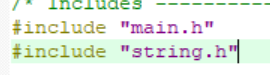 /* Includes ----------
#include "main.h"
#include "string.h"